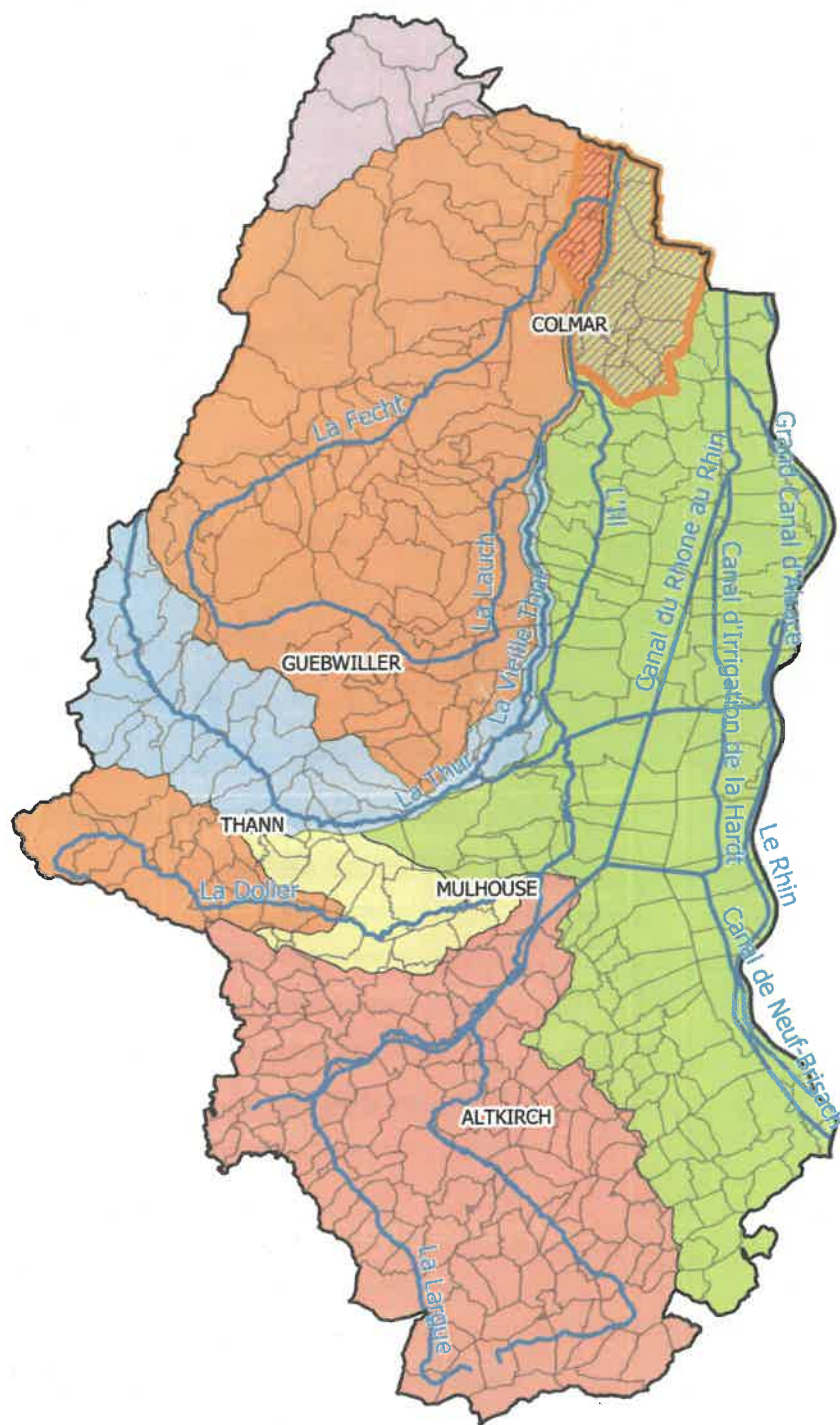 COLMAR
La Fecht
Grand Canal d'Alsace
L'Ill
Canal du Rhone au Rhin
La Lauch
Canal d'Irrigation de la Hardt
La Vieille Thur
GUEBWILLER
La Thur
THANN
Le Rhin
MULHOUSE
La Doller
Canal de Neuf-Brisach
ALTKIRCH
La Largue